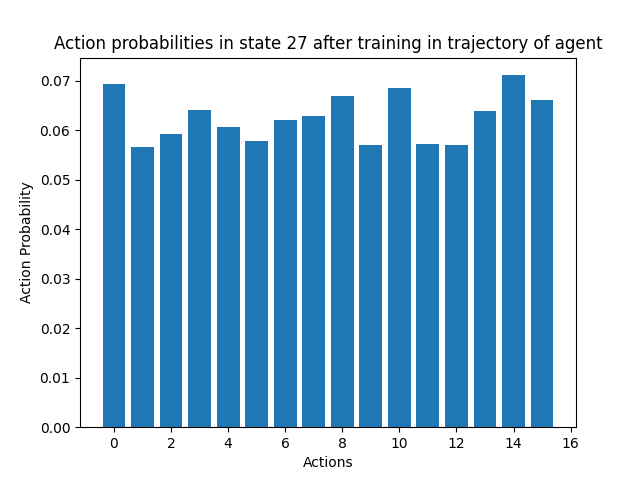 Action probabilities in state 27 after training in trajectory of agent
0.07
0.06
0.05
0.04
0.03
0.02
0.01
0.00
Action Probability
0 2 4 6 8 10 12 14 16
Actions